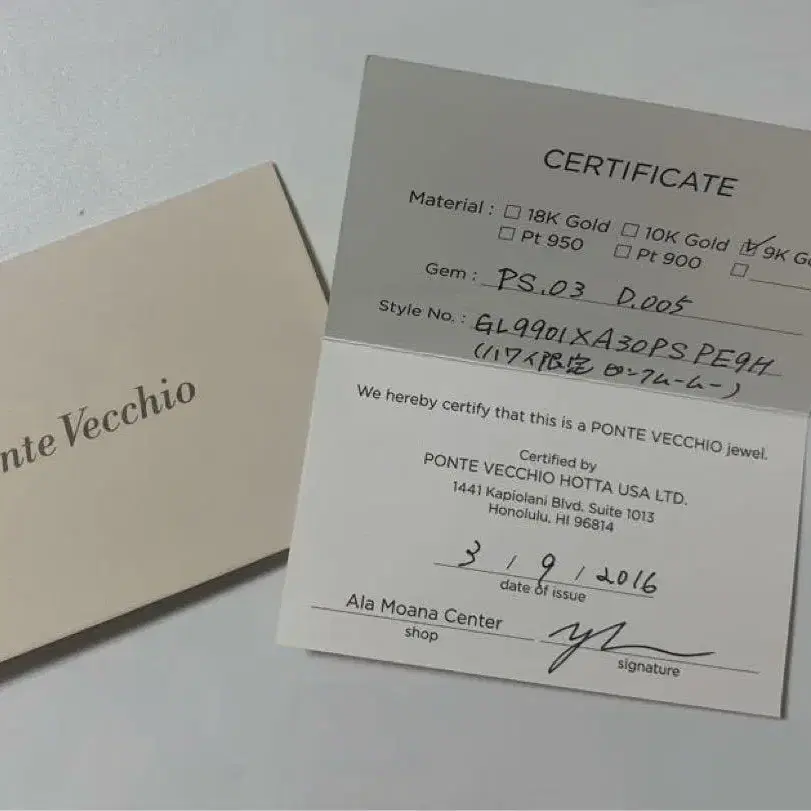 nte Vecchio
CERTIFICATE
Material : ☐ 18K Gold ☐ 10K Gold ☑ 9K Go
☐ Pt 950 ☐ Pt 900 ☐
Gem : PS.03 D.005
Style No. : GL9901XA30PSPE9H
(ハワイ限定 ロンフムームー)
We hereby certify that this is a PONTE VECCHIO jewel.
Certified by
PONTE VECCHIO HOTTA USA LTD.
1441 Kapiolani Blvd. Suite 1013
Honolulu, HI 96814
3 / 9 / 2016
date of issue
Ala Moana Center
shop
signature